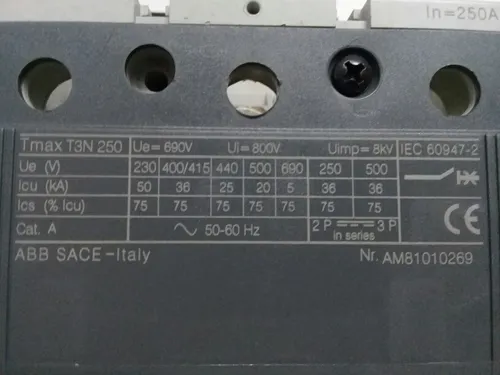 In=250A
Tmax T3N 250 Ue=690V Ui=800V Uimp=8kV IEC 60947-2
Ue (V) 230 400/415 440 500 690 250 500
Icu (kA) 50 36 25 20 5 36 36
Ics (% Icu) 75 75 75 75 75 75 75
Cat. A 50-60 Hz 2 P 3 P
in series
CE
ABB SACE-Italy Nr. AM81010269